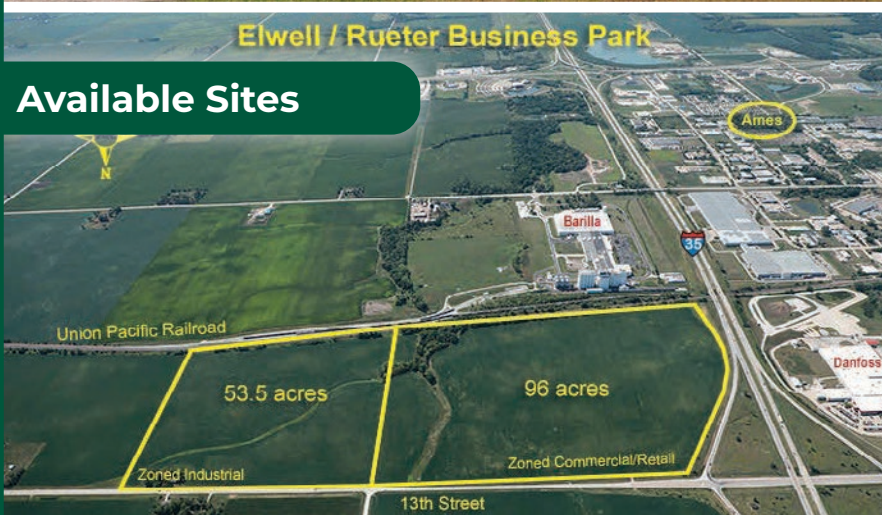 Elwell / Rueter Business Park
Available Sites
N
Ames
Barilla
35
Union Pacific Railroad
Danfoss
53.5 acres
96 acres
Zoned Industrial
Zoned Commercial/Retail
13th Street